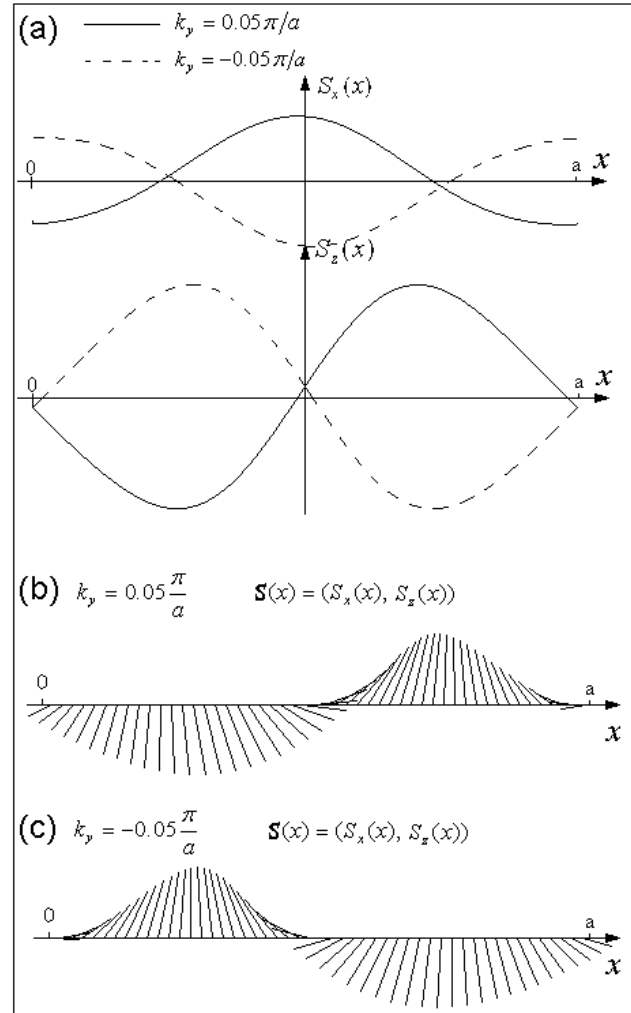 (a) k_y = 0.05π/a
k_y = −0.05π/a
S_x(x)
0 a x
S_z(x)
0 a x
(b) k_y = 0.05 π/a S(x) = (S_x(x), S_z(x))
0 a
x
(c) k_y = −0.05 π/a S(x) = (S_x(x), S_z(x))
0 a
x